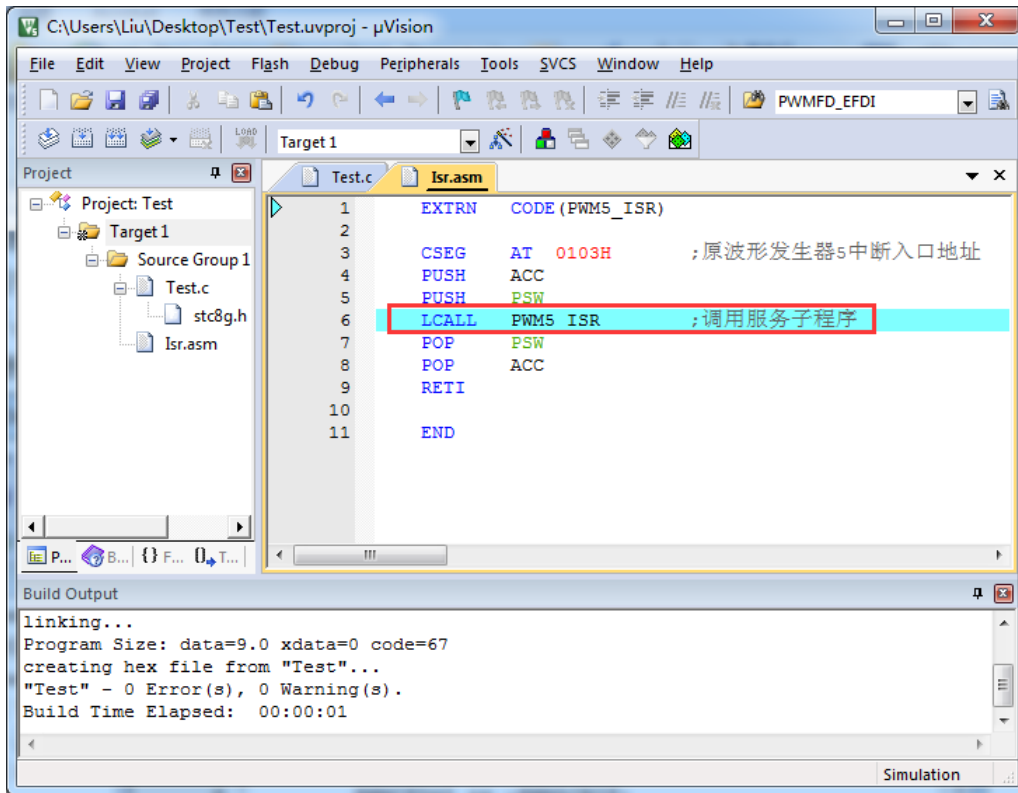 C:\Users\Liu\Desktop\Test\Test.uvproj - µVision
File Edit View Project Flash Debug Peripherals Tools SVCS Window Help
PWMFD_EFDI
LOAD Target 1
Project
Test.c Isr.asm
Project: Test
Target 1
Source Group 1
Test.c
stc8g.h
Isr.asm
1 EXTRN CODE(PWM5_ISR)
2
3 CSEG AT 0103H ;原波形发生器5中断入口地址
4 PUSH ACC
5 PUSH PSW
6 LCALL PWM5 ISR ;调用服务子程序
7 POP PSW
8 POP ACC
9 RETI
10
11 END
P... B... {} F... 0 T...
Build Output
linking...
Program Size: data=9.0 xdata=0 code=67
creating hex file from "Test"...
"Test" - 0 Error(s), 0 Warning(s).
Build Time Elapsed: 00:00:01
Simulation